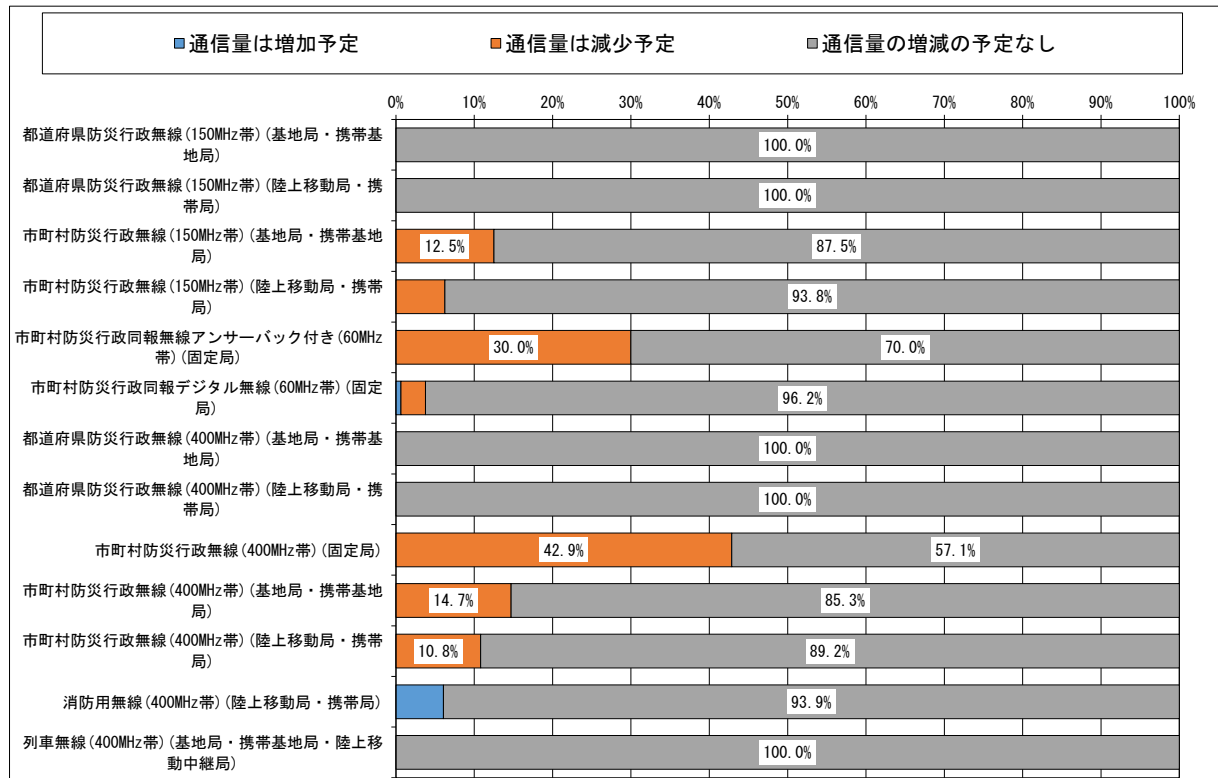 ■通信量は増加予定 ■通信量は減少予定 ■通信量の増減の予定なし
0% 10% 20% 30% 40% 50% 60% 70% 80% 90% 100%
都道府県防災行政無線(150MHz帯)(基地局・携帯基
地局)
100.0%
都道府県防災行政無線(150MHz帯)(陸上移動局・携
帯局)
100.0%
市町村防災行政無線(150MHz帯)(基地局・携帯基地
局)
12.5% 87.5%
市町村防災行政無線(150MHz帯)(陸上移動局・携帯
局)
93.8%
市町村防災行政同報無線アンサーバック付き(60MHz
帯)(固定局)
30.0% 70.0%
市町村防災行政同報デジタル無線(60MHz帯)(固定
局)
96.2%
都道府県防災行政無線(400MHz帯)(基地局・携帯基
地局)
100.0%
都道府県防災行政無線(400MHz帯)(陸上移動局・携
帯局)
100.0%
市町村防災行政無線(400MHz帯)(固定局)
42.9% 57.1%
市町村防災行政無線(400MHz帯)(基地局・携帯基地
局)
14.7% 85.3%
市町村防災行政無線(400MHz帯)(陸上移動局・携帯
局)
10.8% 89.2%
消防用無線(400MHz帯)(陸上移動局・携帯局)
93.9%
列車無線(400MHz帯)(基地局・携帯基地局・陸上移
動中継局)
100.0%